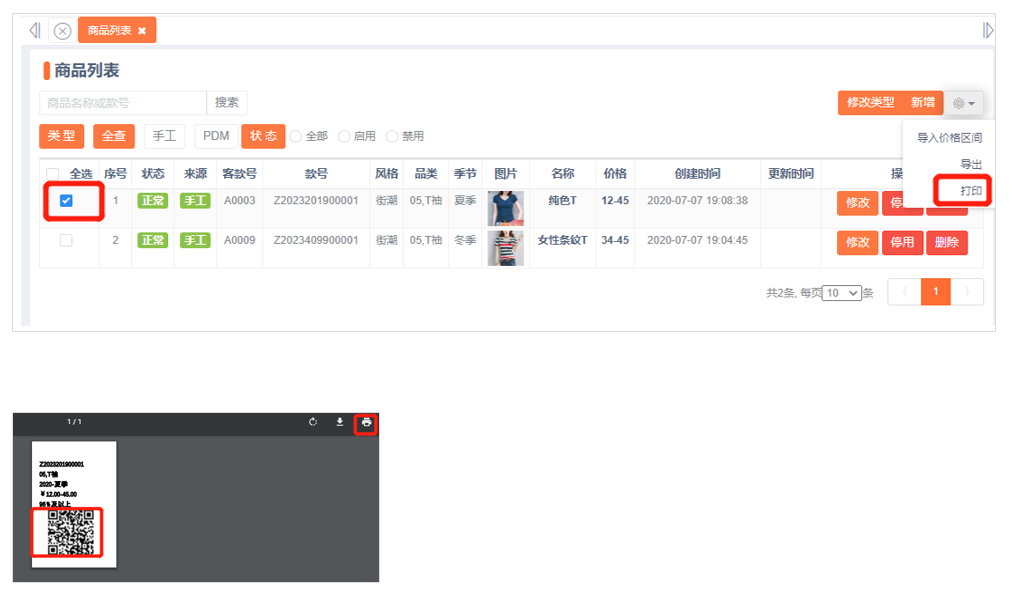 商品列表
商品列表
商品名称或款号 搜索 修改类型 新增
类型 全查 手工 PDM 状态 全部 启用 禁用
导入价格区间
导出
打印
全选 序号 状态 来源 客款号 款号 风格 品类 季节 图片 名称 价格 创建时间 更新时间
1 正常 手工 A0003 Z2023201900001 街潮 05,T袖 夏季 纯色T 12-45 2020-07-07 19:08:38 修改
2 正常 手工 A0009 Z2023409900001 街潮 05,T袖 冬季 女性条纹T 34-45 2020-07-07 19:04:45 修改 停用 删除
共2条, 每页 10 条 1
1 / 1
Z2023201900001
05,T袖
2020-夏季
￥12.00-45.00